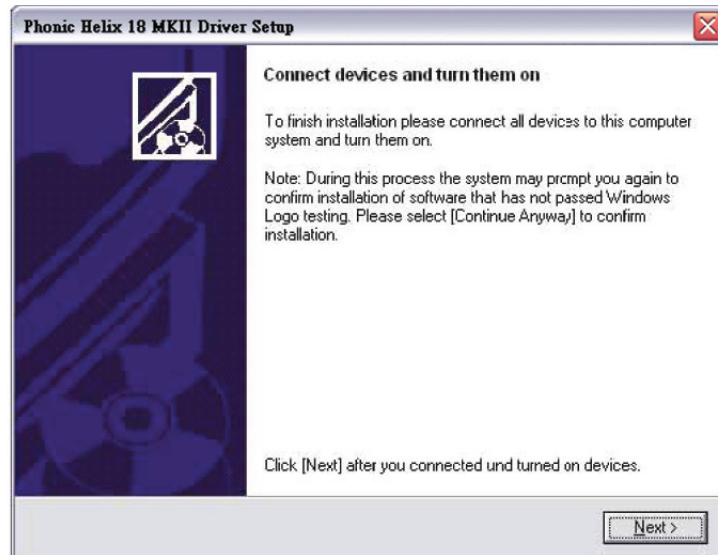 Phonic Helix 18 MKII Driver Setup
Connect devices and turn them on
To finish installation please connect all devices to this computer
system and turn them on.
Note: During this process the system may prompt you again to
confirm installation of software that has not passed Windows
Logo testing. Please select [Continue Anyway] to confirm
installation.
Click [Next] after you connected und turned on devices.
Next >